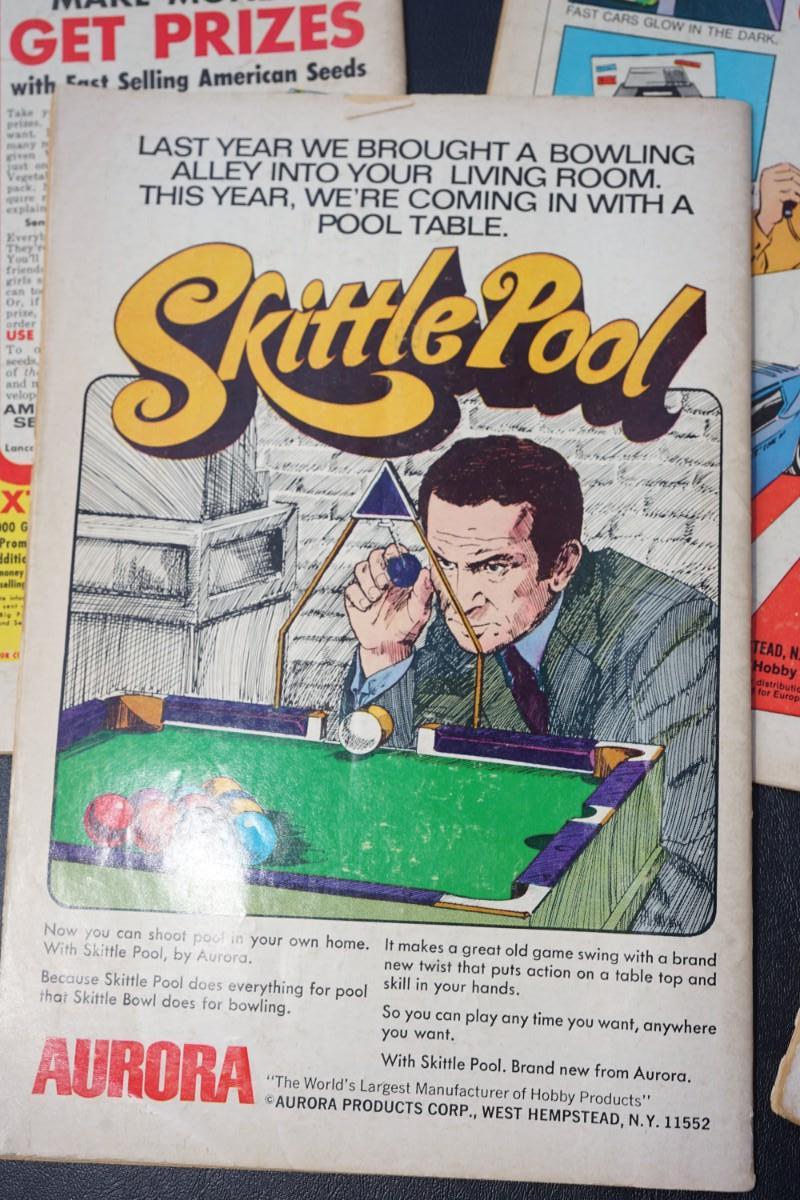 GET PRIZES
with Fast Selling American Seeds
FAST CARS GLOW IN THE DARK.
LAST YEAR WE BROUGHT A BOWLING
ALLEY INTO YOUR LIVING ROOM.
THIS YEAR, WE'RE COMING IN WITH A
POOL TABLE.
Skittle Pool
Now you can shoot pool in your own home.
With Skittle Pool, by Aurora.
Because Skittle Pool does everything for pool
that Skittle Bowl does for bowling.
It makes a great old game swing with a brand
new twist that puts action on a table top and
skill in your hands.
So you can play any time you want, anywhere
you want.
With Skittle Pool. Brand new from Aurora.
AURORA
"The World's Largest Manufacturer of Hobby Products"
©AURORA PRODUCTS CORP., WEST HEMPSTEAD, N.Y. 11552